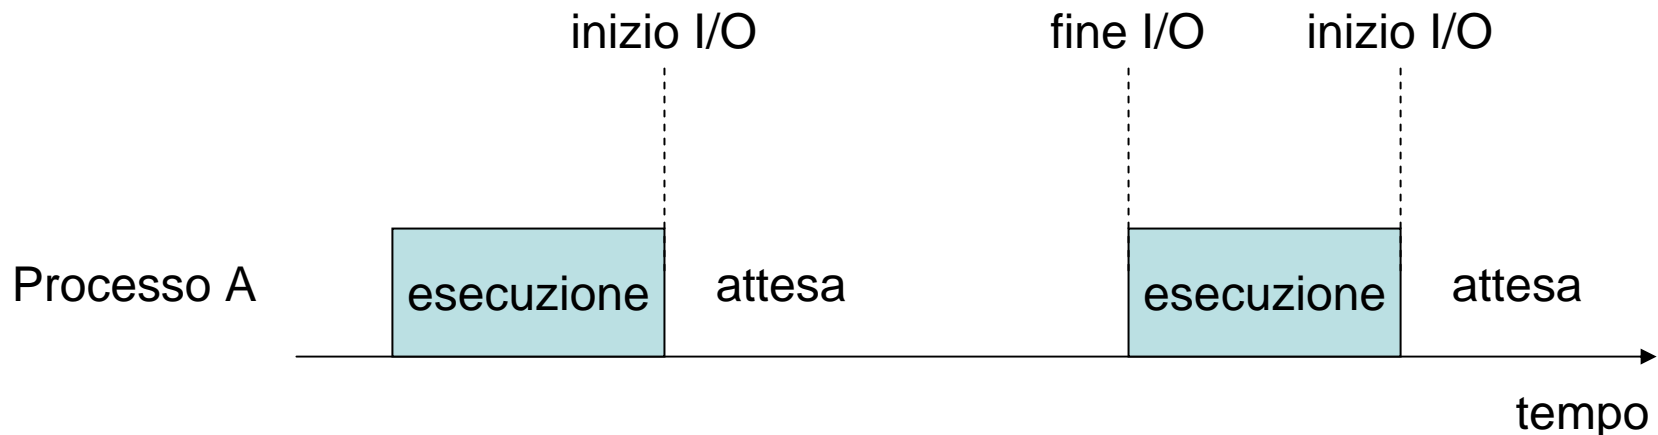 inizio I/O fine I/O inizio I/O
Processo A esecuzione attesa esecuzione attesa
tempo